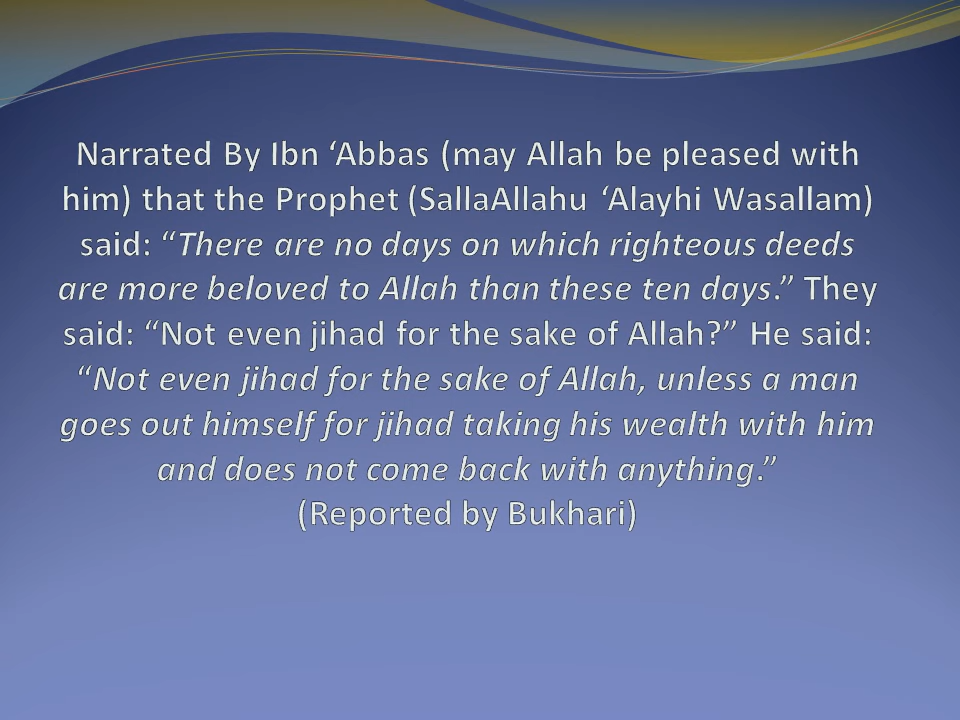 Narrated By Ibn ‘Abbas (may Allah be pleased with
him) that the Prophet (SallaAllahu ‘Alayhi Wasallam)
said: “There are no days on which righteous deeds
are more beloved to Allah than these ten days.” They
said: “Not even jihad for the sake of Allah?” He said:
“Not even jihad for the sake of Allah, unless a man
goes out himself for jihad taking his wealth with him
and does not come back with anything.”
(Reported by Bukhari)